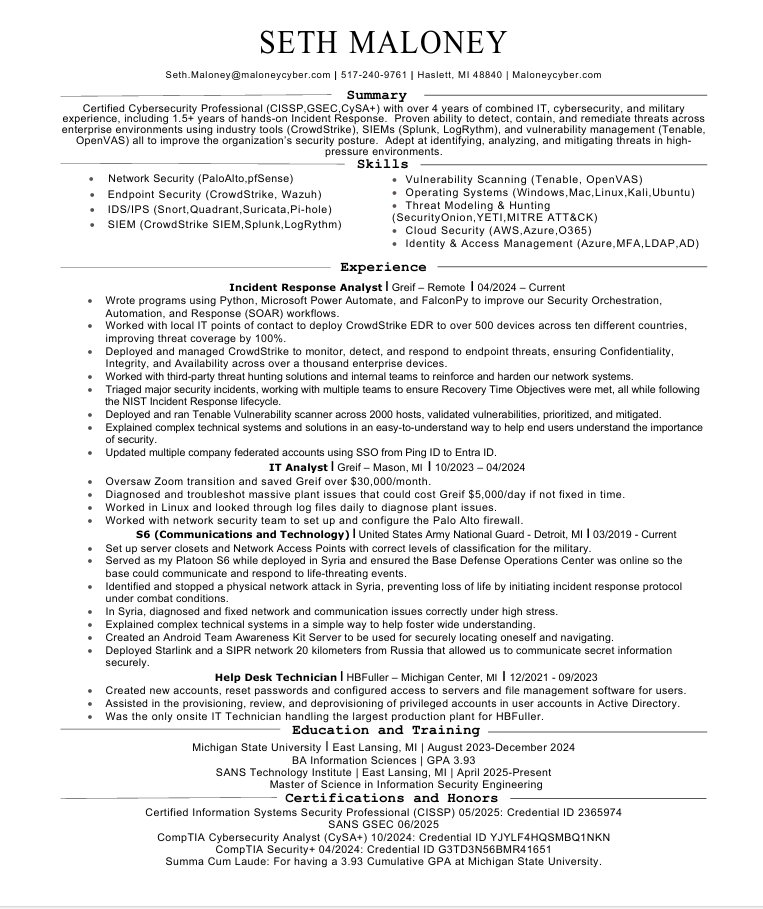 SETH MALONEY
Seth.Maloney@maloneycyber.com | 517-240-9761 | Haslett, MI 48840 | Maloneycyber.com
Summary
Certified Cybersecurity Professional (CISSP,GSEC,CySA+) with over 4 years of combined IT, cybersecurity, and military
experience, including 1.5+ years of hands-on Incident Response. Proven ability to detect, contain, and remediate threats across
enterprise environments using industry tools (CrowdStrike), SIEMs (Splunk, LogRythm), and vulnerability management (Tenable,
OpenVAS) all to improve the organization's security posture. Adept at identifying, analyzing, and mitigating threats in high-
pressure environments.
Skills
• Network Security (PaloAlto,pfSense)
• Endpoint Security (CrowdStrike, Wazuh)
• IDS/IPS (Snort,Quadrant,Suricata,Pi-hole)
• SIEM (CrowdStrike SIEM,Splunk,LogRythm)
• Vulnerability Scanning (Tenable, OpenVAS)
• Operating Systems (Windows,Mac,Linux,Kali,Ubuntu)
• Threat Modeling & Hunting
(SecurityOnion,YETI,MITRE ATT&CK)
• Cloud Security (AWS,Azure,O365)
• Identity & Access Management (Azure,MFA,LDAP,AD)
Experience
Incident Response Analyst | Greif – Remote | 04/2024 – Current
• Wrote programs using Python, Microsoft Power Automate, and FalconPy to improve our Security Orchestration,
Automation, and Response (SOAR) workflows.
• Worked with local IT points of contact to deploy CrowdStrike EDR to over 500 devices across ten different countries,
improving threat coverage by 100%.
• Deployed and managed CrowdStrike to monitor, detect, and respond to endpoint threats, ensuring Confidentiality,
Integrity, and Availability across over a thousand enterprise devices.
• Worked with third-party threat hunting solutions and internal teams to reinforce and harden our network systems.
• Triaged major security incidents, working with multiple teams to ensure Recovery Time Objectives were met, all while following
the NIST Incident Response lifecycle.
• Deployed and ran Tenable Vulnerability scanner across 2000 hosts, validated vulnerabilities, prioritized, and mitigated.
• Explained complex technical systems and solutions in an easy-to-understand way to help end users understand the importance
of security.
• Updated multiple company federated accounts using SSO from Ping ID to Entra ID.
IT Analyst | Greif – Mason, MI | 10/2023 – 04/2024
• Oversaw Zoom transition and saved Greif over $30,000/month.
• Diagnosed and troubleshot massive plant issues that could cost Greif $5,000/day if not fixed in time.
• Worked in Linux and looked through log files daily to diagnose plant issues.
• Worked with network security team to set up and configure the Palo Alto firewall.
S6 (Communications and Technology) | United States Army National Guard - Detroit, MI | 03/2019 - Current
• Set up server closets and Network Access Points with correct levels of classification for the military.
• Served as my Platoon S6 while deployed in Syria and ensured the Base Defense Operations Center was online so the
base could communicate and respond to life-threating events.
• Identified and stopped a physical network attack in Syria, preventing loss of life by initiating incident response protocol
under combat conditions.
• In Syria, diagnosed and fixed network and communication issues correctly under high stress.
• Explained complex technical systems in a simple way to help foster wide understanding.
• Created an Android Team Awareness Kit Server to be used for securely locating oneself and navigating.
• Deployed Starlink and a SIPR network 20 kilometers from Russia that allowed us to communicate secret information
securely.
Help Desk Technician | HBFuller – Michigan Center, MI | 12/2021 - 09/2023
• Created new accounts, reset passwords and configured access to servers and file management software for users.
• Assisted in the provisioning, review, and deprovisioning of privileged accounts in user accounts in Active Directory.
• Was the only onsite IT Technician handling the largest production plant for HBFuller.
Education and Training
Michigan State University | East Lansing, MI | August 2023-December 2024
BA Information Sciences | GPA 3.93
SANS Technology Institute | East Lansing, MI | April 2025-Present
Master of Science in Information Security Engineering
Certifications and Honors
Certified Information Systems Security Professional (CISSP) 05/2025: Credential ID 2365974
SANS GSEC 06/2025
CompTIA Cybersecurity Analyst (CySA+) 10/2024: Credential ID YJYLF4HQSMBQ1NKN
CompTIA Security+ 04/2024: Credential ID G3TD3N56BMR41651
Summa Cum Laude: For having a 3.93 Cumulative GPA at Michigan State University.